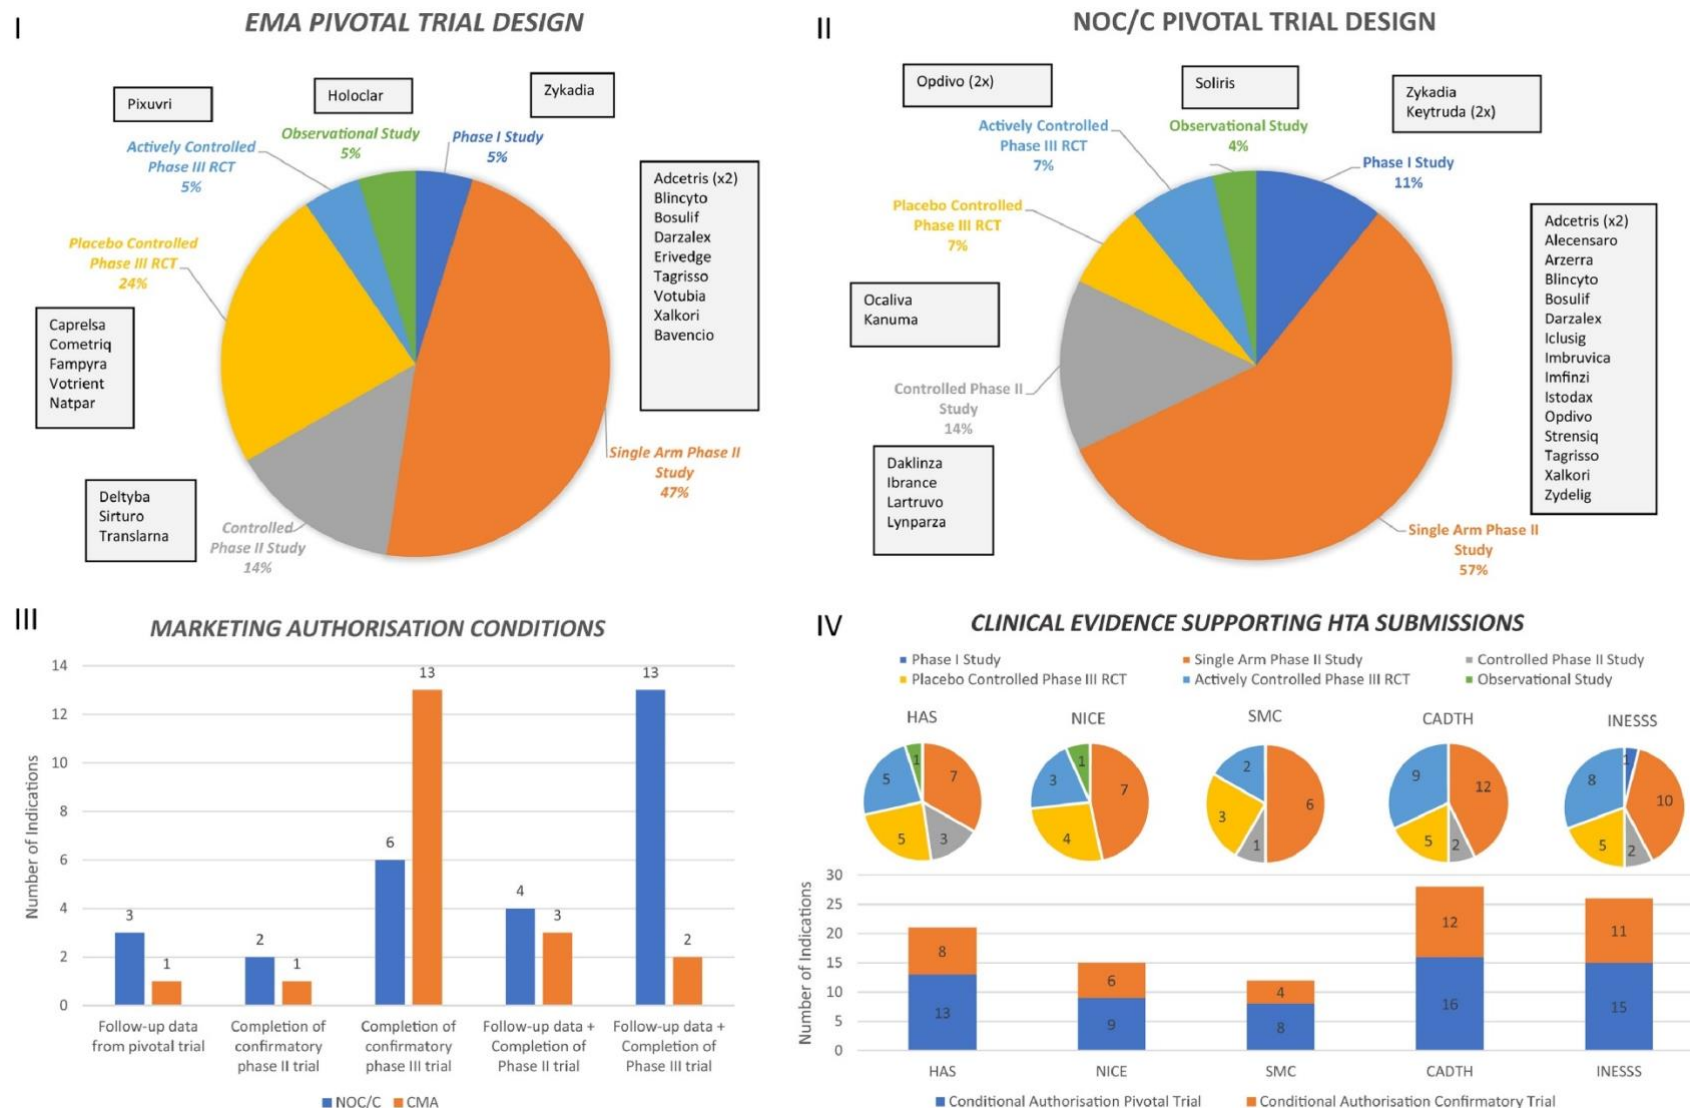 I
EMA PIVOTAL TRIAL DESIGN
Pixuvri
Holoclar
Zykadia
Observational Study
5%
Phase I Study
5%
Actively Controlled
Phase III RCT
5%
Placebo Controlled
Phase III RCT
24%
Adcetris (x2)
Blincyto
Bosulif
Darzalex
Erivedge
Tagrisso
Votubia
Xalkori
Bavencio
Caprelsa
Cometriq
Fampyra
Votrient
Natpar
Single Arm Phase II
Study
47%
Deltyba
Sirturo
Translarna
Controlled
Phase II Study
14%
II
NOC/C PIVOTAL TRIAL DESIGN
Opdivo (2x)
Soliris
Zykadia
Keytruda (2x)
Actively Controlled
Phase III RCT
7%
Observational Study
4%
Phase I Study
11%
Placebo Controlled
Phase III RCT
7%
Ocaliva
Kanuma
Adcetris (x2)
Alecensaro
Arzerra
Blincyto
Bosulif
Darzalex
Iclusig
Imbruvica
Imfinzi
Istodax
Opdivo
Strensiq
Tagrisso
Xalkori
Zydelig
Controlled Phase II
Study
14%
Daklinza
Ibrance
Lartruvo
Lynparza
Single Arm Phase II
Study
57%
III
MARKETING AUTHORISATION CONDITIONS
Number of Indications
14
12
10
8
6
4
2
0
3
1
2
1
6
13
4
3
13
2
Follow-up data
from pivotal trial
Completion of
confirmatory
phase II trial
Completion of
confirmatory
phase III trial
Follow-up data +
Completion of
Phase II trial
Follow-up data +
Completion of
Phase III trial
NOC/C
CMA
IV
CLINICAL EVIDENCE SUPPORTING HTA SUBMISSIONS
Phase I Study
Single Arm Phase II Study
Controlled Phase II Study
Placebo Controlled Phase III RCT
Actively Controlled Phase III RCT
Observational Study
HAS
NICE
SMC
CADTH
INESSS
7
3
5
5
1
7
4
3
1
6
1
3
2
12
2
5
9
1
10
2
5
8
Number of Indications
30
25
20
15
10
5
0
8
13
6
9
4
8
12
16
11
15
HAS
NICE
SMC
CADTH
INESSS
Conditional Authorisation Pivotal Trial
Conditional Authorisation Confirmatory Trial